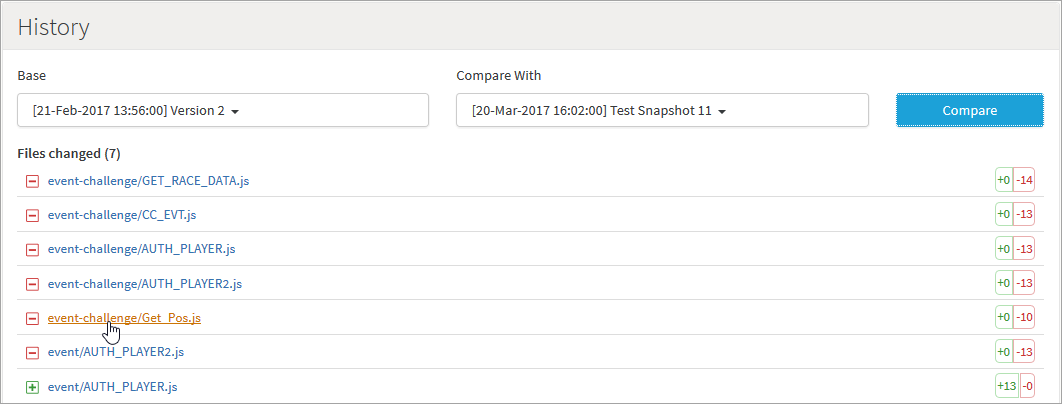 History
Base Compare With
[21-Feb-2017 13:56:00] Version 2 [20-Mar-2017 16:02:00] Test Snapshot 11 Compare
Files changed (7)
event-challenge/GET_RACE_DATA.js +0 -14
event-challenge/CC_EVT.js +0 -13
event-challenge/AUTH_PLAYER.js +0 -13
event-challenge/AUTH_PLAYER2.js +0 -13
event-challenge/Get_Pos.js +0 -10
event/AUTH_PLAYER2.js +0 -13
event/AUTH_PLAYER.js +13 -0